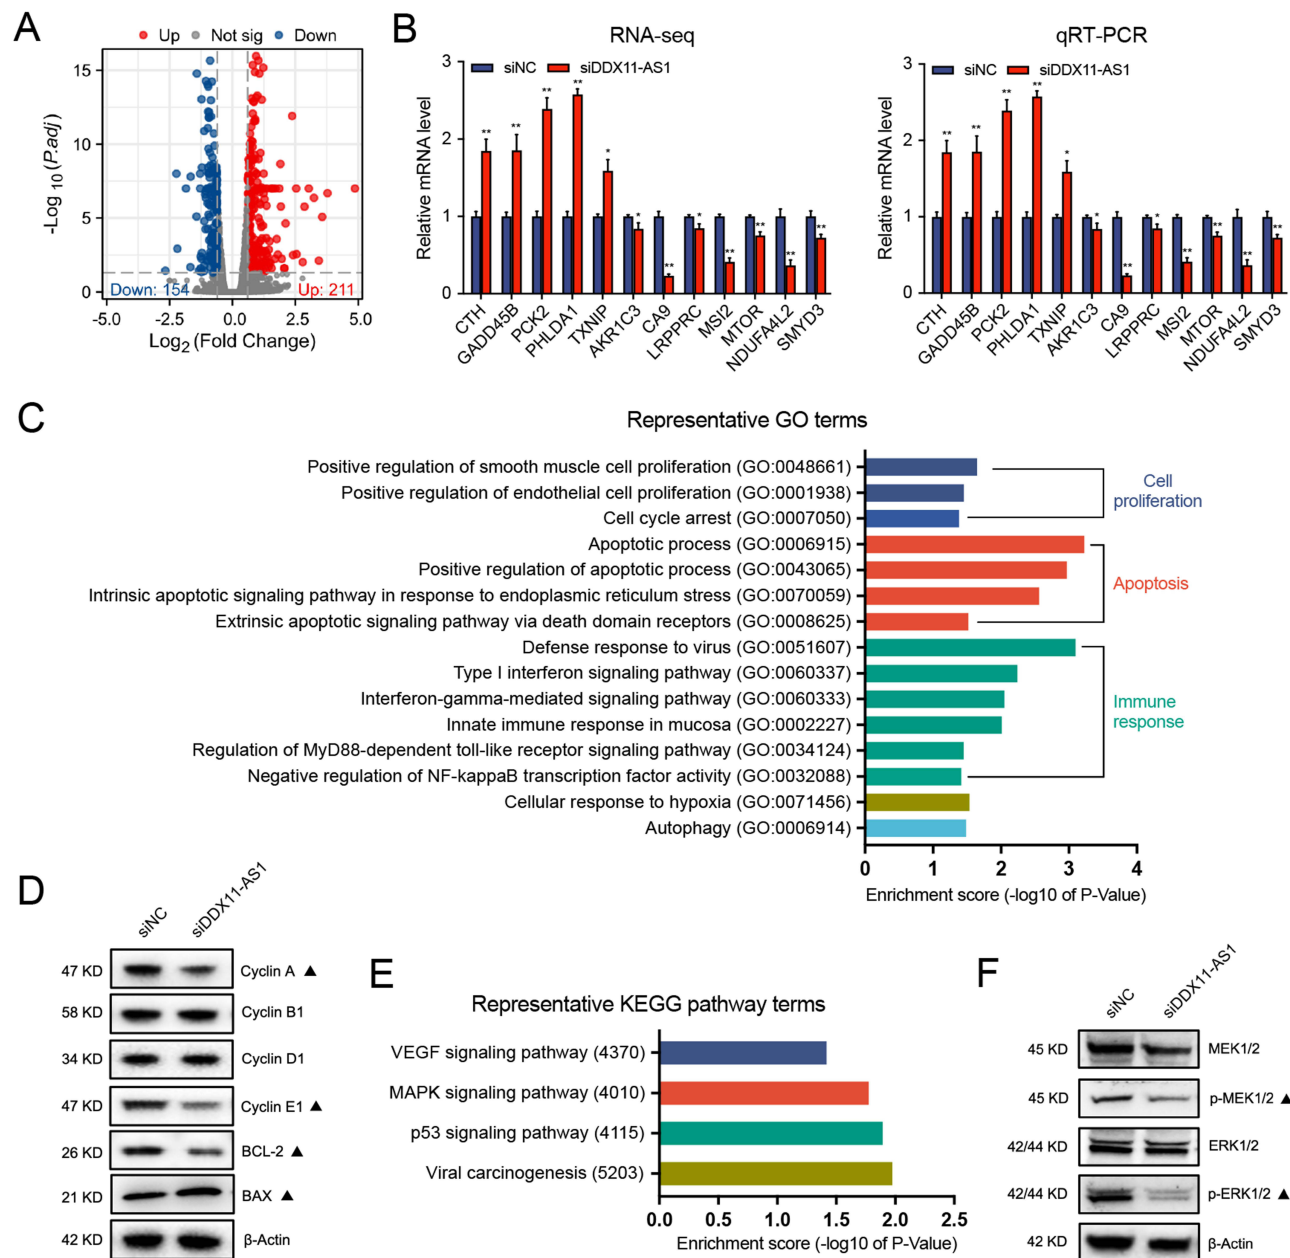 A
Up Not sig Down
-Log 10 (P.adj)
15
10
5
0
Down: 154
Up: 211
-5.0 -2.5 0.0 2.5 5.0
Log2 (Fold Change)
B
RNA-seq
siNC siDDX11-AS1
Relative mRNA level
3
2
1
0
** ** ** ** * * ** * ** ** ** **
CTH GADD45B PCK2 PHLDA1 TXNIP AKR1C3 CA9 LRPPRC MSI2 MTOR NDUFA4L2 SMYD3
qRT-PCR
siNC siDDX11-AS1
Relative mRNA level
3
2
1
0
** ** ** ** * * ** * ** ** ** **
CTH GADD45B PCK2 PHLDA1 TXNIP AKR1C3 CA9 LRPPRC MSI2 MTOR NDUFA4L2 SMYD3
C
Representative GO terms
Positive regulation of smooth muscle cell proliferation (GO:0048661)
Positive regulation of endothelial cell proliferation (GO:0001938)
Cell cycle arrest (GO:0007050)
Apoptotic process (GO:0006915)
Positive regulation of apoptotic process (GO:0043065)
Intrinsic apoptotic signaling pathway in response to endoplasmic reticulum stress (GO:0070059)
Extrinsic apoptotic signaling pathway via death domain receptors (GO:0008625)
Defense response to virus (GO:0051607)
Type I interferon signaling pathway (GO:0060337)
Interferon-gamma-mediated signaling pathway (GO:0060333)
Innate immune response in mucosa (GO:0002227)
Regulation of MyD88-dependent toll-like receptor signaling pathway (GO:0034124)
Negative regulation of NF-kappaB transcription factor activity (GO:0032088)
Cellular response to hypoxia (GO:0071456)
Autophagy (GO:0006914)
Cell
proliferation
Apoptosis
Immune
response
0 1 2 3 4
Enrichment score (-log10 of P-Value)
D
siNC siDDX11-AS1
47 KD Cyclin A ▲
58 KD Cyclin B1
34 KD Cyclin D1
47 KD Cyclin E1 ▲
26 KD BCL-2 ▲
21 KD BAX ▲
42 KD β-Actin
E
Representative KEGG pathway terms
VEGF signaling pathway (4370)
MAPK signaling pathway (4010)
p53 signaling pathway (4115)
Viral carcinogenesis (5203)
0.0 0.5 1.0 1.5 2.0 2.5
Enrichment score (-log10 of P-Value)
F
siNC siDDX11-AS1
45 KD MEK1/2
45 KD p-MEK1/2 ▲
42/44 KD ERK1/2
42/44 KD p-ERK1/2 ▲
42 KD β-Actin